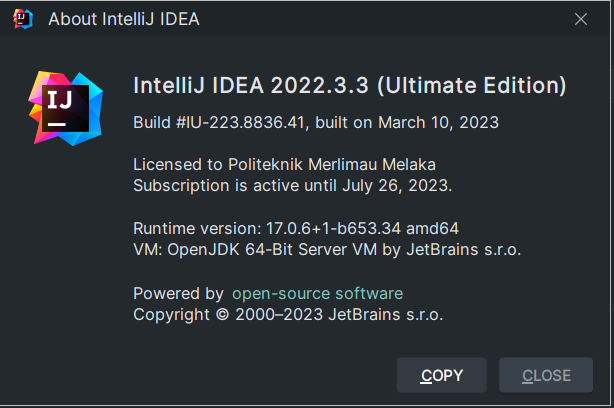 About IntelliJ IDEA
IJ
IntelliJ IDEA 2022.3.3 (Ultimate Edition)
Build #IU-223.8836.41, built on March 10, 2023
Licensed to Politeknik Merlimau Melaka
Subscription is active until July 26, 2023.
Runtime version: 17.0.6+1-b653.34 amd64
VM: OpenJDK 64-Bit Server VM by JetBrains s.r.o.
Powered by open-source software
Copyright © 2000–2023 JetBrains s.r.o.
COPY CLOSE